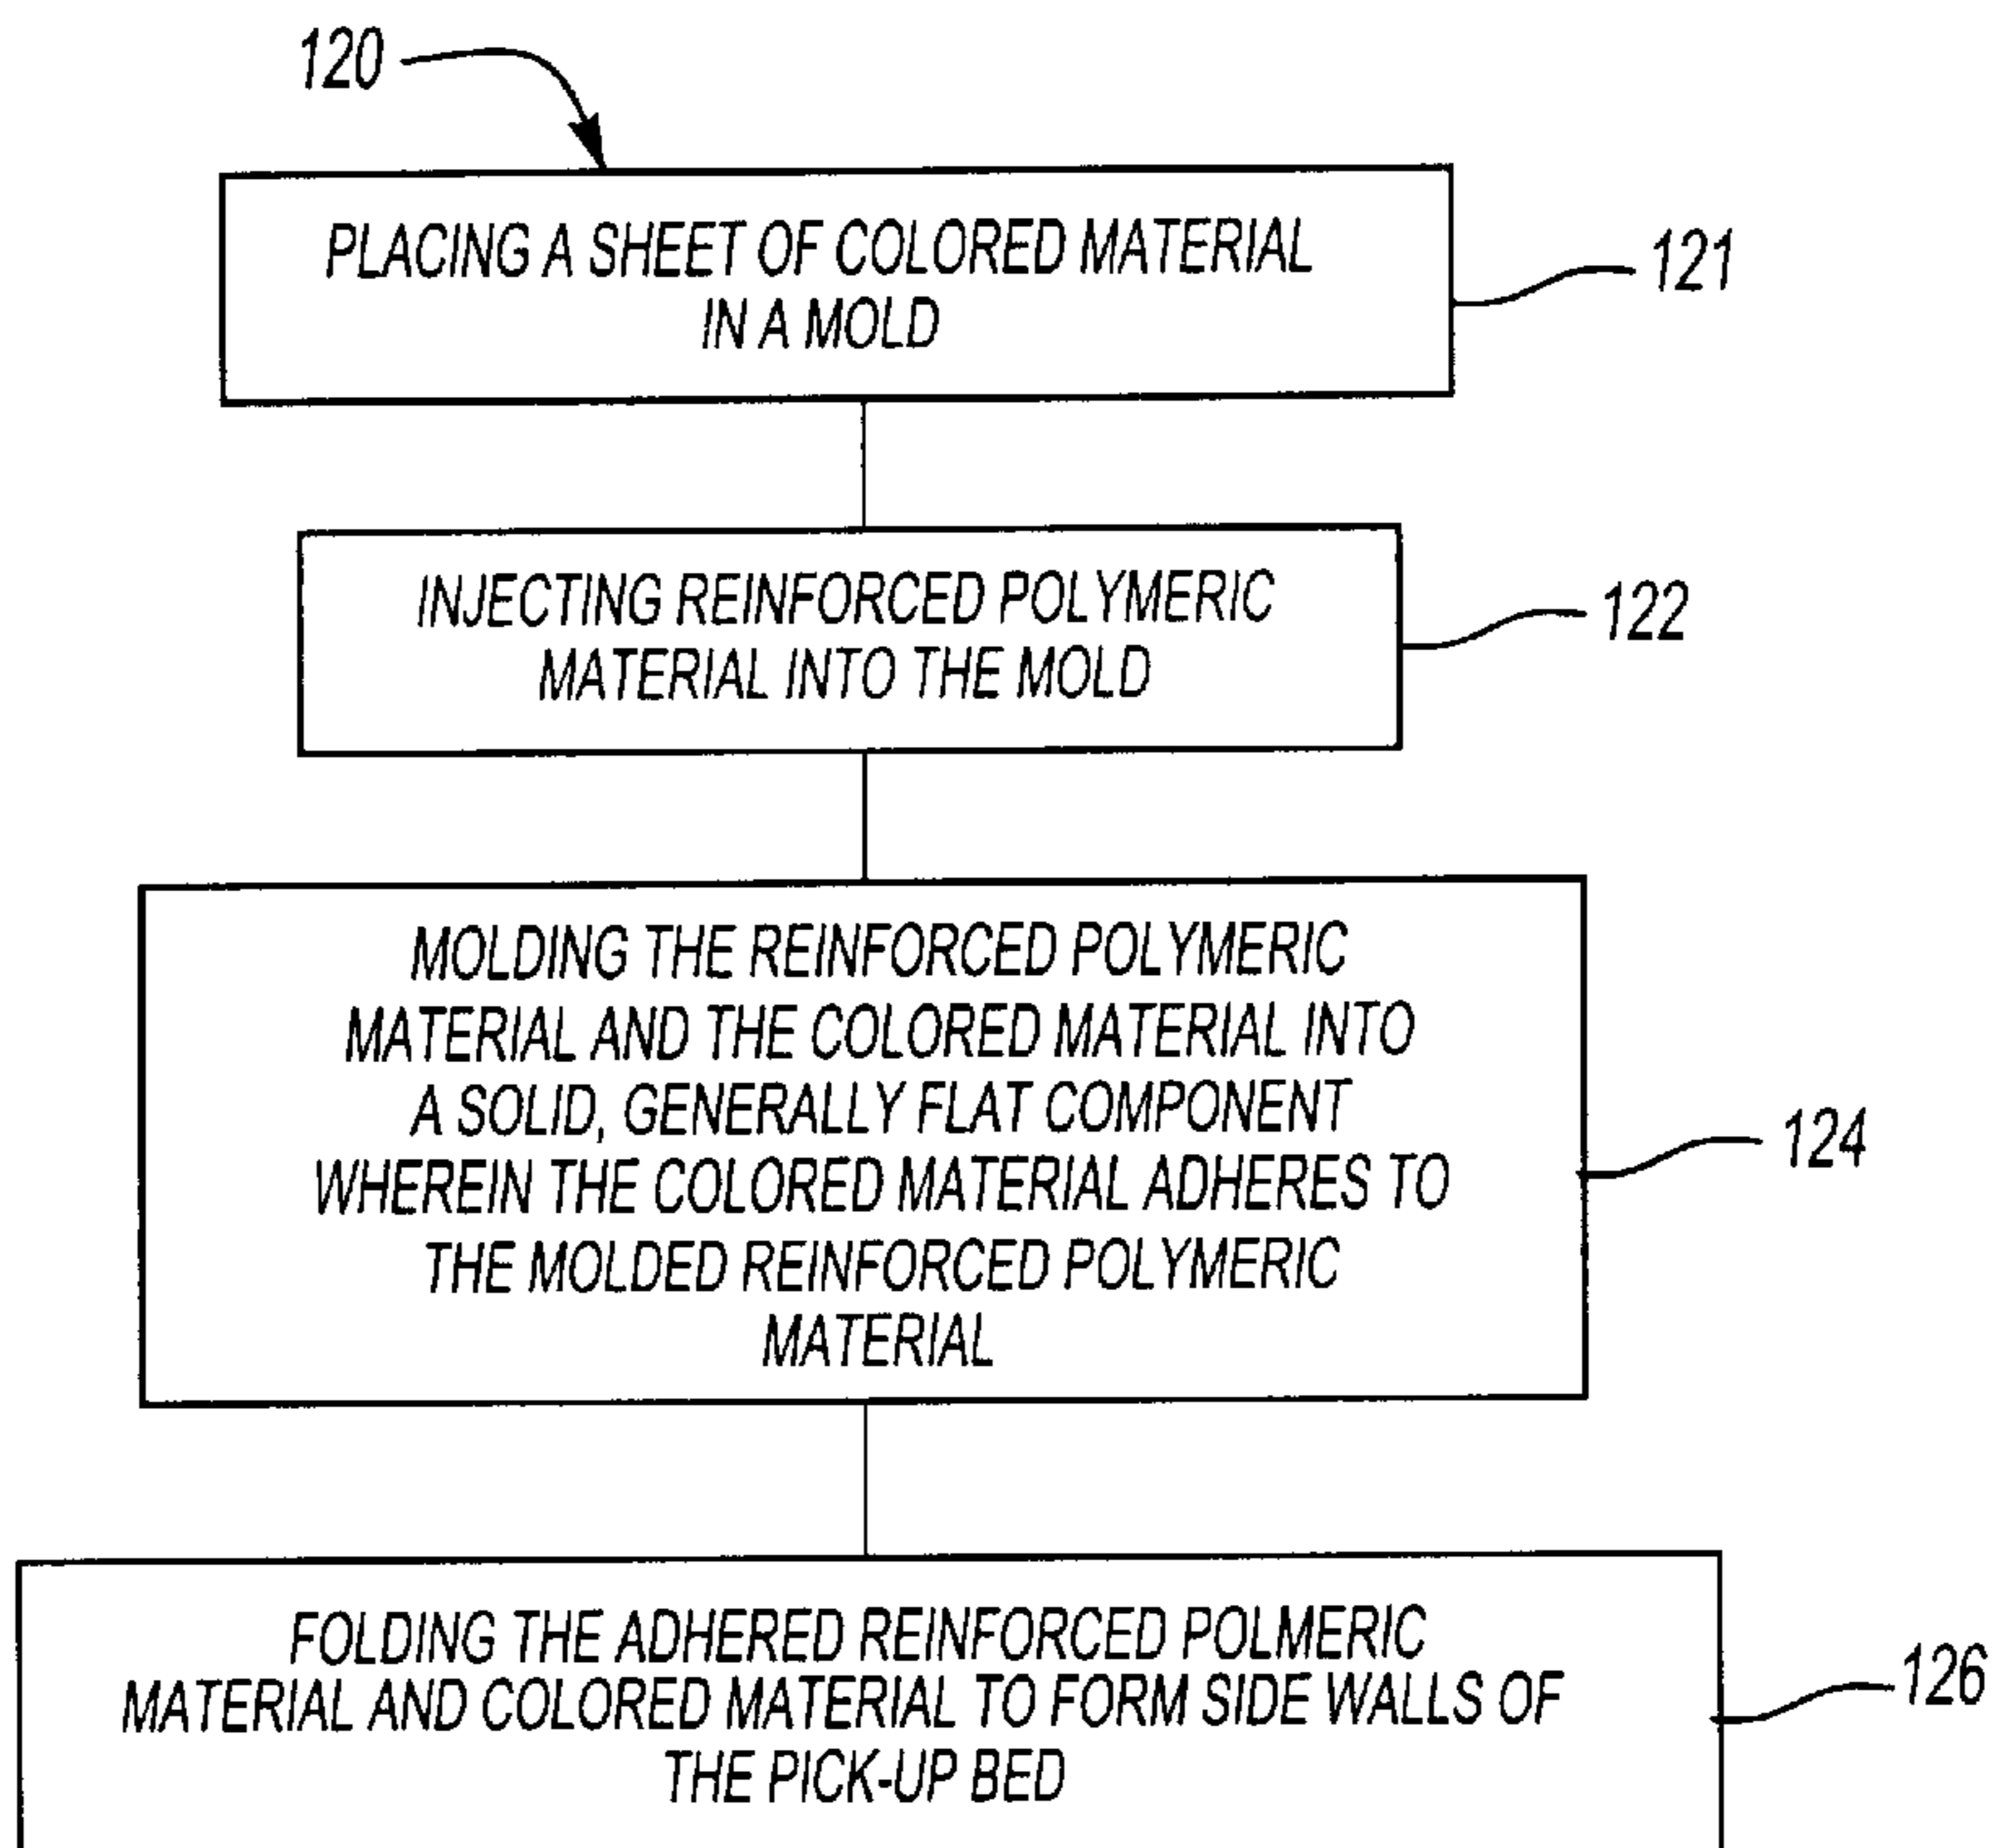 120
PLACING A SHEET OF COLORED MATERIAL
IN A MOLD
121
INJECTING REINFORCED POLYMERIC
MATERIAL INTO THE MOLD
122
MOLDING THE REINFORCED POLYMERIC
MATERIAL AND THE COLORED MATERIAL INTO
A SOLID, GENERALLY FLAT COMPONENT
WHEREIN THE COLORED MATERIAL ADHERES TO
THE MOLDED REINFORCED POLYMERIC
MATERIAL
124
FOLDING THE ADHERED REINFORCED POLMERIC
MATERIAL AND COLORED MATERIAL TO FORM SIDE WALLS OF
THE PICK-UP BED
126